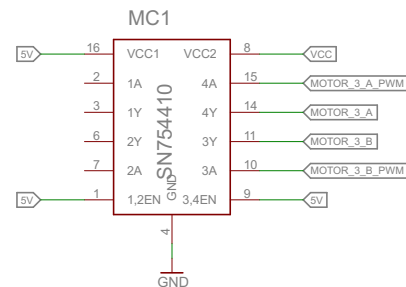 MC1
5V 16 VCC1 VCC2 8 VCC
2 1A 4A 15 MOTOR_3_A_PWM
3 1Y 4Y 14 MOTOR_3_A
6 2Y 3Y 11 MOTOR_3_B
7 2A 3A 10 MOTOR_3_B_PWM
5V 1 1,2EN 3,4EN 9 5V
SN754410
GND
4
GND